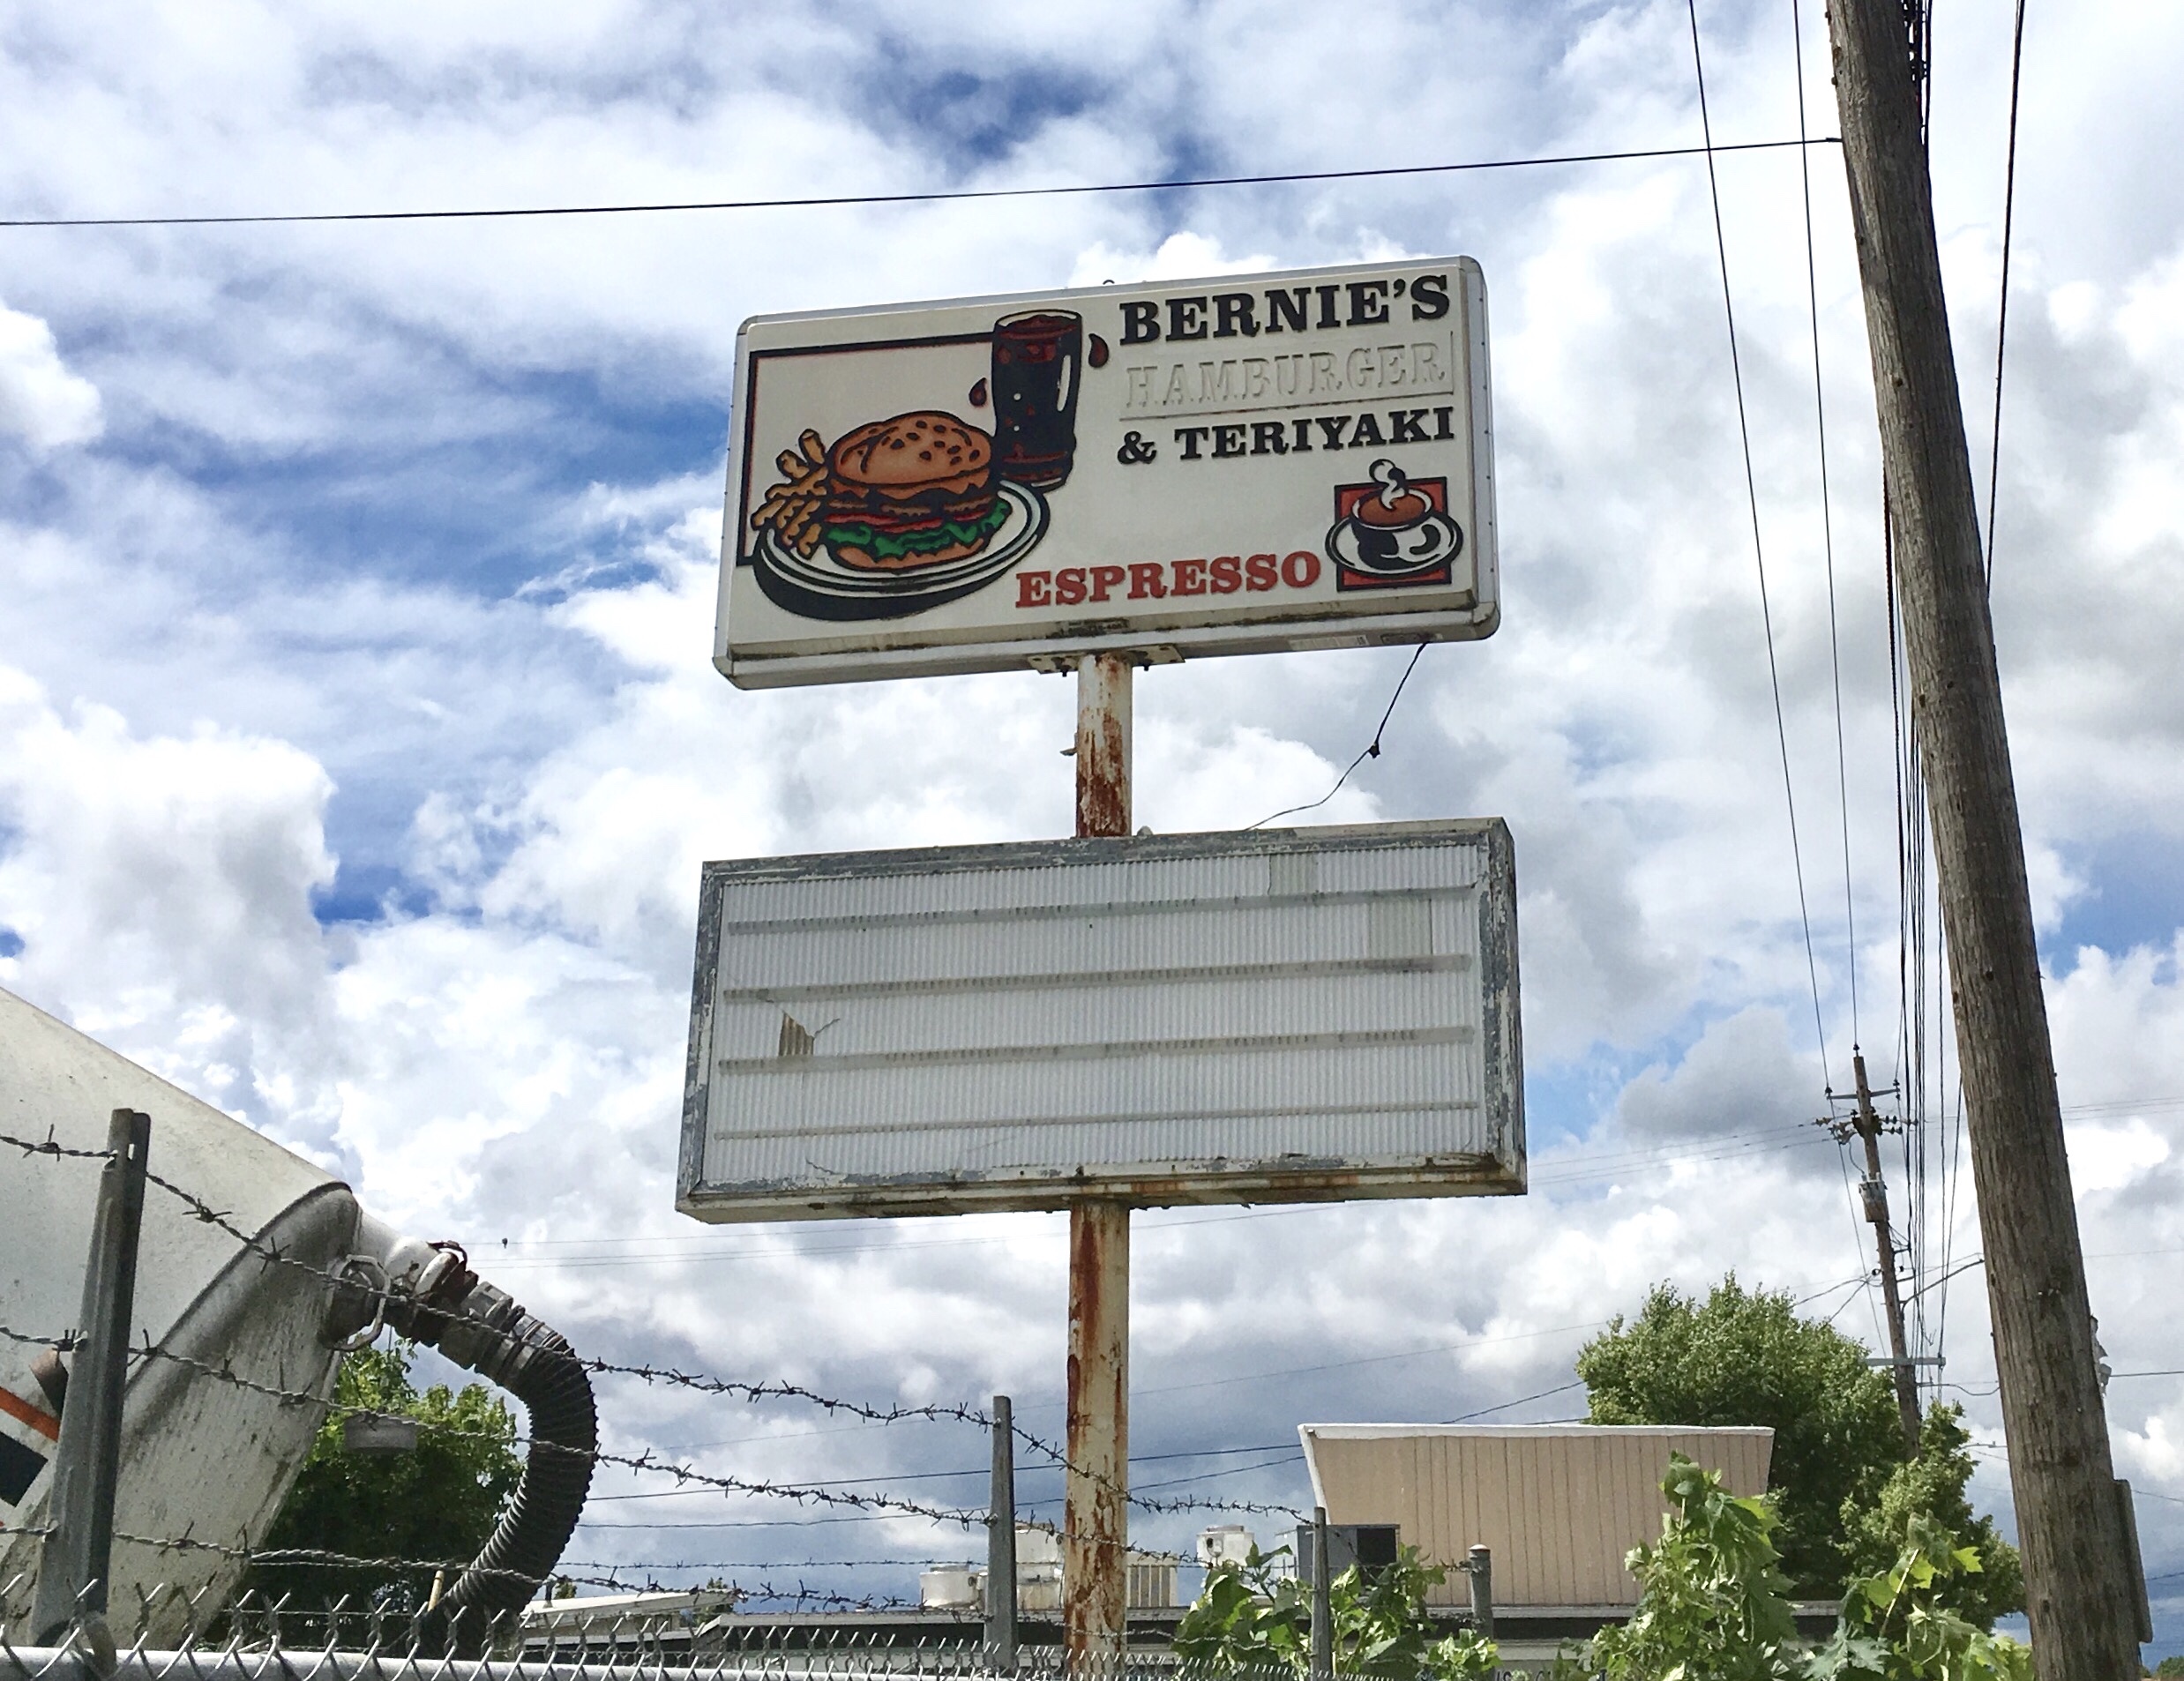 BERNIE'S
HAMBURGER
& TERIYAKI
ESPRESSO